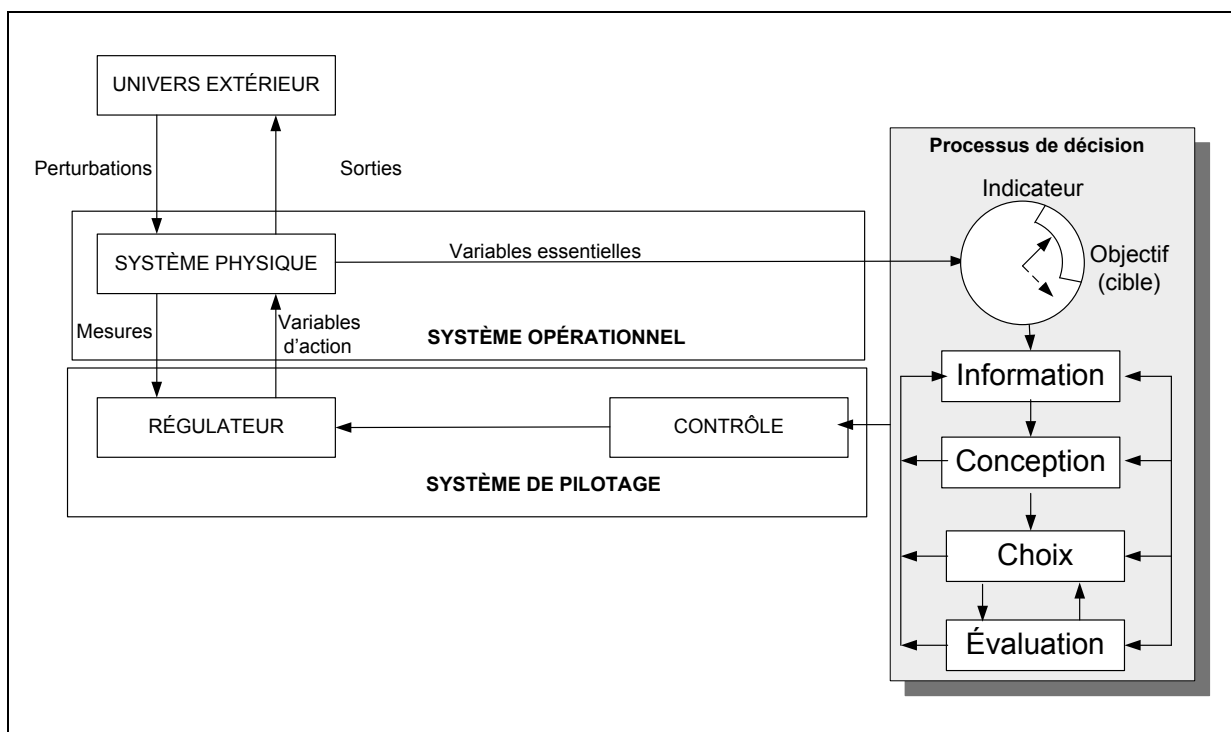 UNIVERS EXTÉRIEUR
Perturbations
Sorties
SYSTÈME PHYSIQUE
Variables essentielles
Mesures
Variables
d'action
SYSTÈME OPÉRATIONNEL
RÉGULATEUR
CONTRÔLE
SYSTÈME DE PILOTAGE
Processus de décision
Indicateur
Objectif
(cible)
Information
Conception
Choix
Évaluation